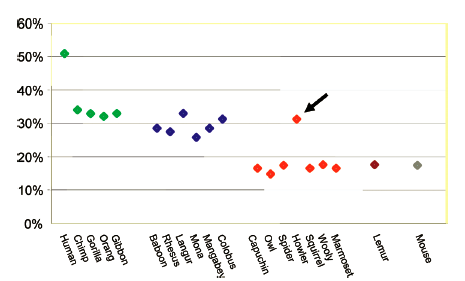 60%
50%
40%
30%
20%
10%
0%
Human
Chimp
Gorilla
Orang
Gibbon
Baboon
Rhesus
Langur
Mona
Mangabey
Colobus
Capuchin
Owl
Spider
Howler
Squirrel
Wooly
Marmoset
Lemur
Mouse